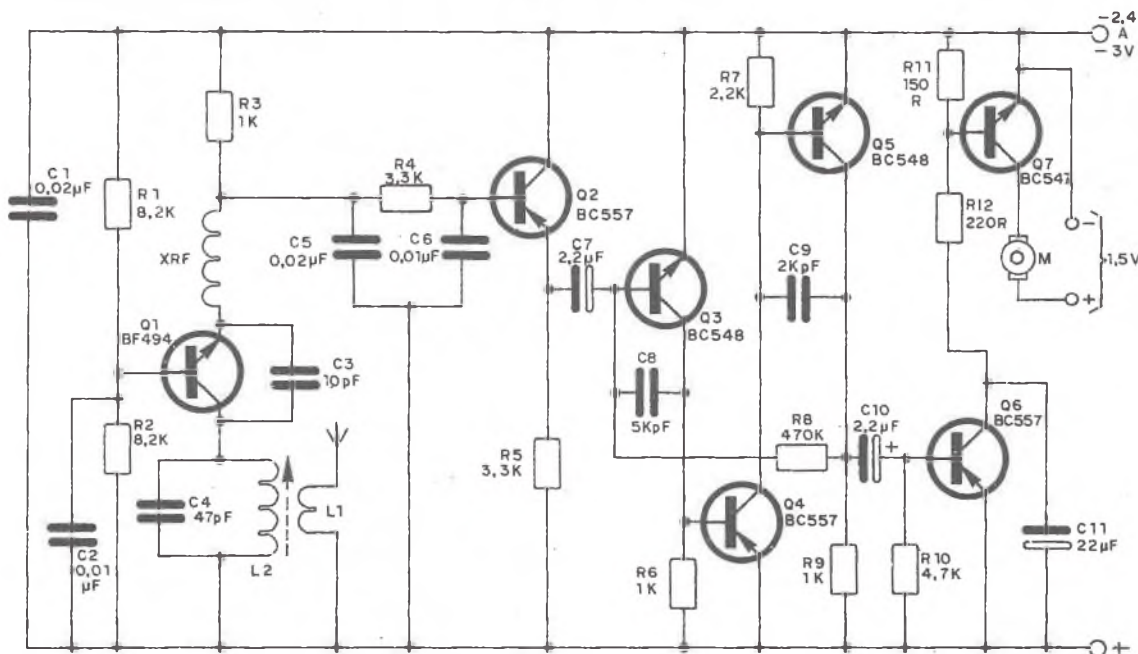 -2,4
A
-3V
R3
1K
R7
2,2K
R11
150
R
Q5
BC548
Q7
BC547
C1
0,02µF
R1
8,2K
R4
3,3K
Q2
BC557
R12
220R
XRF
C5
0,02µF
C6
0,01µF
C7
2,2µF
C9
2KpF
M
-
1,5V
+
Q1
BF494
Q3
BC548
C3
10pF
C8
5KpF
R2
8,2K
R8
470K
C10
2,2µF
+
Q6
BC557
R5
3,3K
C4
47pF
L1
L2
Q4
BC557
C2
0,01
µF
R6
1K
R9
1K
R10
4,7K
C11
22µF
+